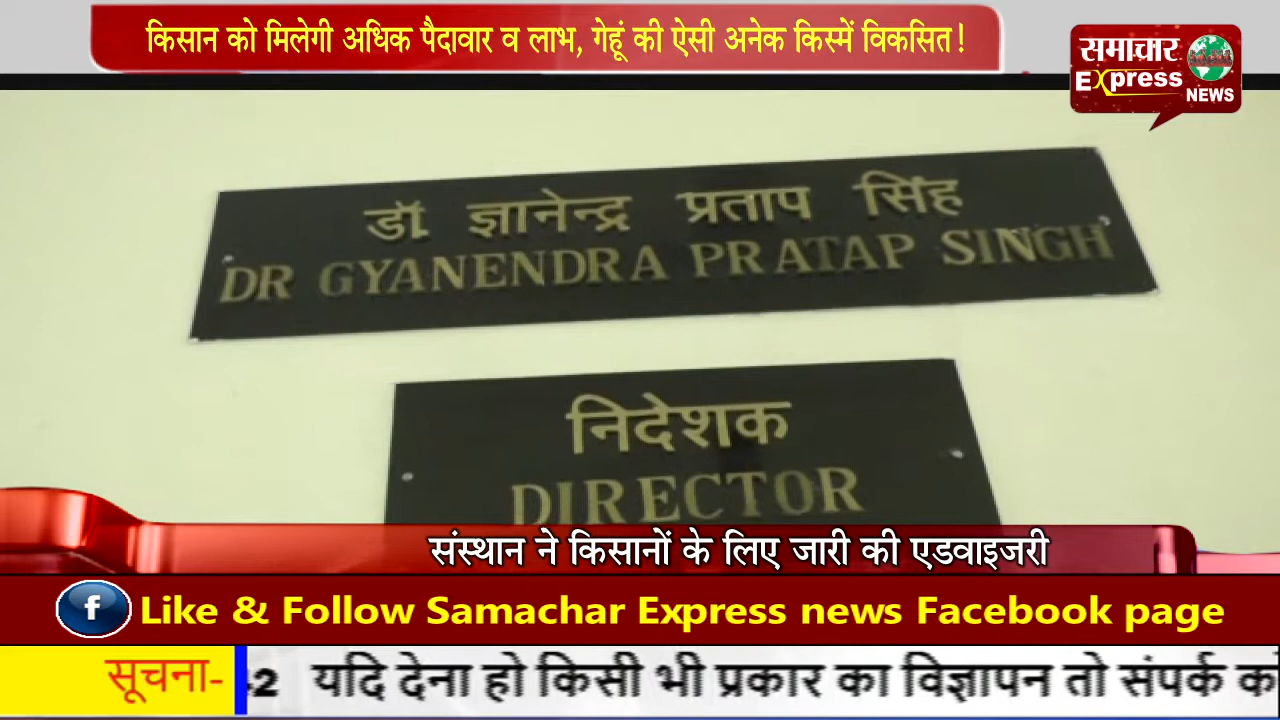 किसान को मिलेगी अधिक पैदावार व लाभ, गेहूं की ऐसी अनेक किस्में विकसित!
समाचार
Express
NEWS
डॉ. ज्ञानेन्द्र प्रताप सिंह
DR GYANENDRA PRATAP SINGH
निदेशक
DIRECTOR
संस्थान ने किसानों के लिए जारी की एडवाइजरी
f Like & Follow Samachar Express news Facebook page
सूचना- 2 यदि देना हो किसी भी प्रकार का विज्ञापन तो संपर्क